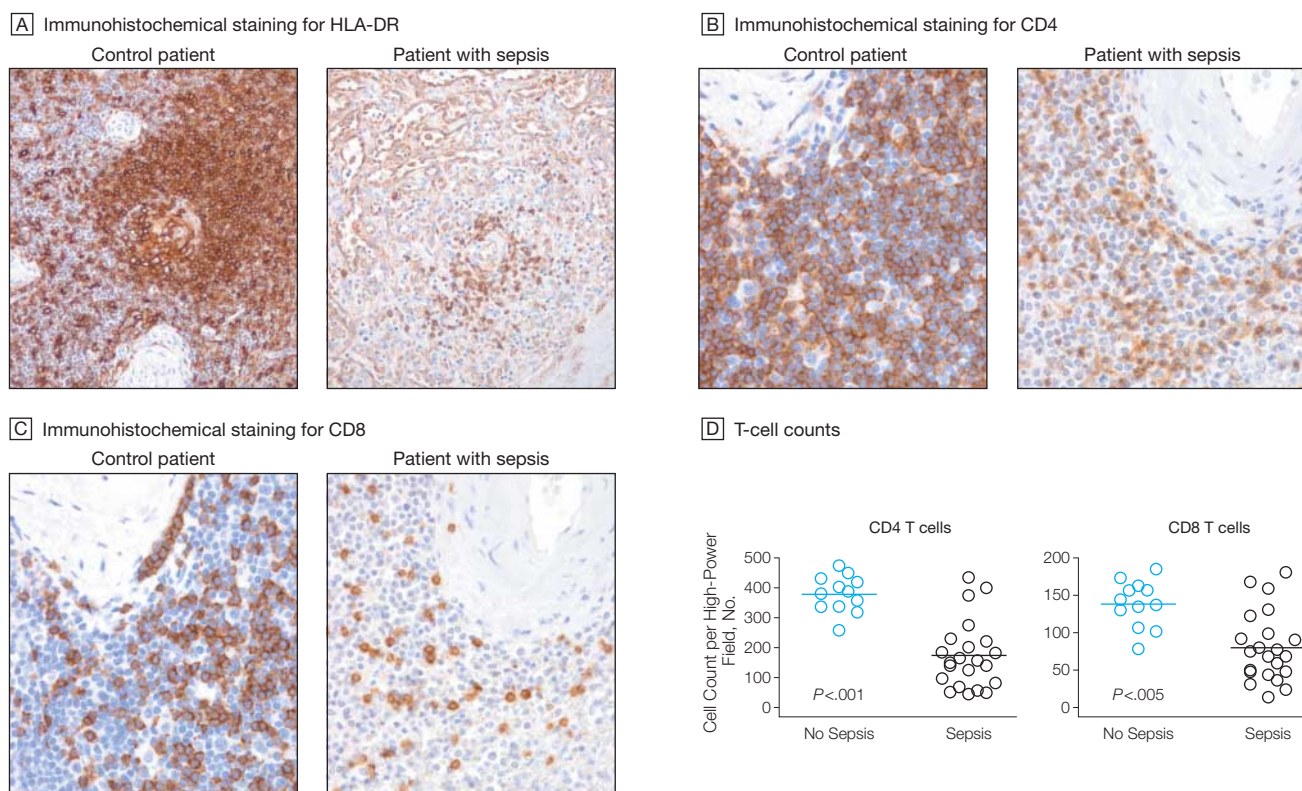 A Immunohistochemical staining for HLA-DR
Control patient
Patient with sepsis
B Immunohistochemical staining for CD4
Control patient
Patient with sepsis
C Immunohistochemical staining for CD8
Control patient
Patient with sepsis
D T-cell counts
CD4 T cells
Cell Count per High-Power
Field, No.
500
400
300
200
100
0
P<.001
No Sepsis
Sepsis
CD8 T cells
200
150
100
50
0
P<.005
No Sepsis
Sepsis